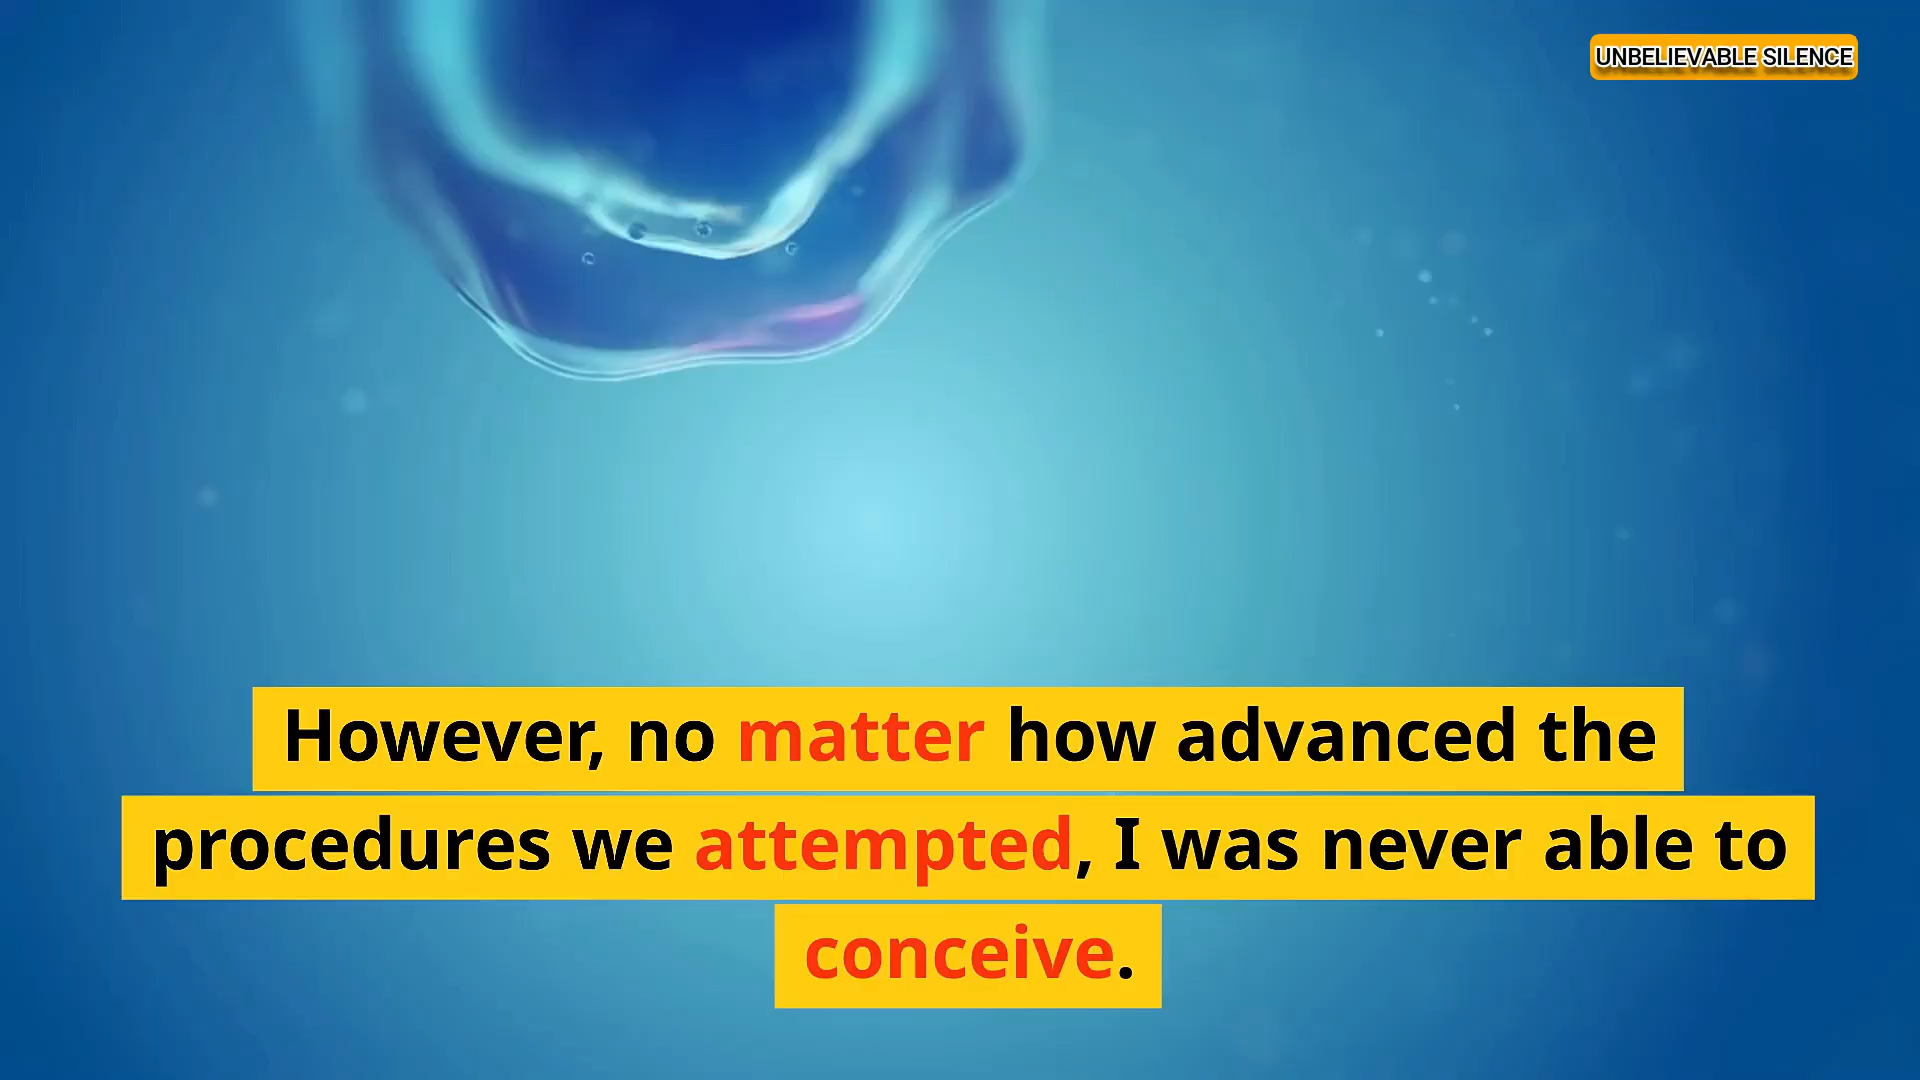 UNBELIEVABLE SILENCE
However, no matter how advanced the
procedures we attempted, I was never able to
conceive.